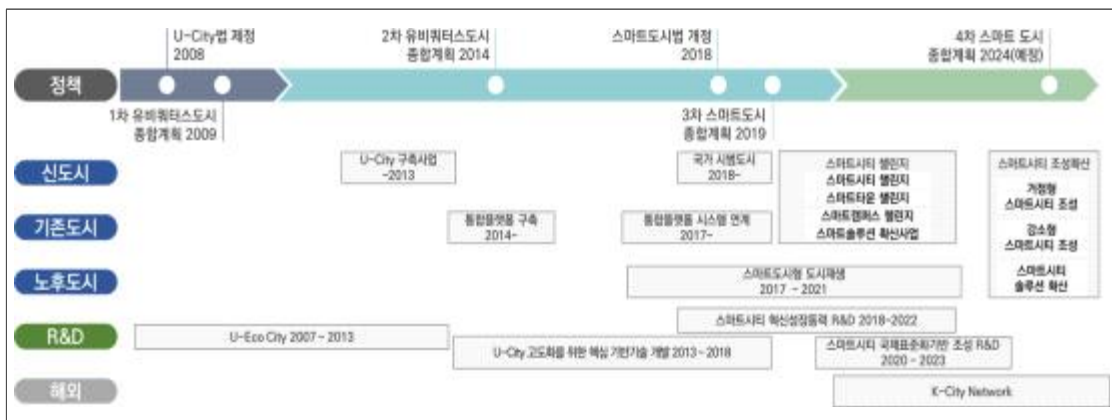 U-City법 제정
2008
2차 유비쿼터스도시
종합계획 2014
스마트도시법 개정
2018
4차 스마트 도시
종합계획 2024(예정)
정책
1차 유비쿼터스도시
종합계획 2009
3차 스마트도시
종합계획 2019
신도시
U-City 구축사업
~2013
국가 시범도시
2018~
스마트시티 챌린지
스마트시티 챌린지
스마트타운 챌린지
스마트캠퍼스 챌린지
스마트솔루션 확산사업
스마트시티 조성확산
거점형
스마트시티 조성
강소형
스마트시티 조성
스마트시티
솔루션 확산
기존도시
통합플랫폼 구축
2014~
통합플랫폼 시스템 연계
2017~
노후도시
스마트도시형 도시재생
2017 ~ 2021
R&D
스마트시티 혁신성장동력 R&D 2018~2022
U-Eco City 2007~ 2013
U-City 고도화를 위한 핵심 기반기술 개발 2013~ 2018
스마트시티 국제표준화기반 조성 R&D
2020 ~ 2023
해외
K-City Network